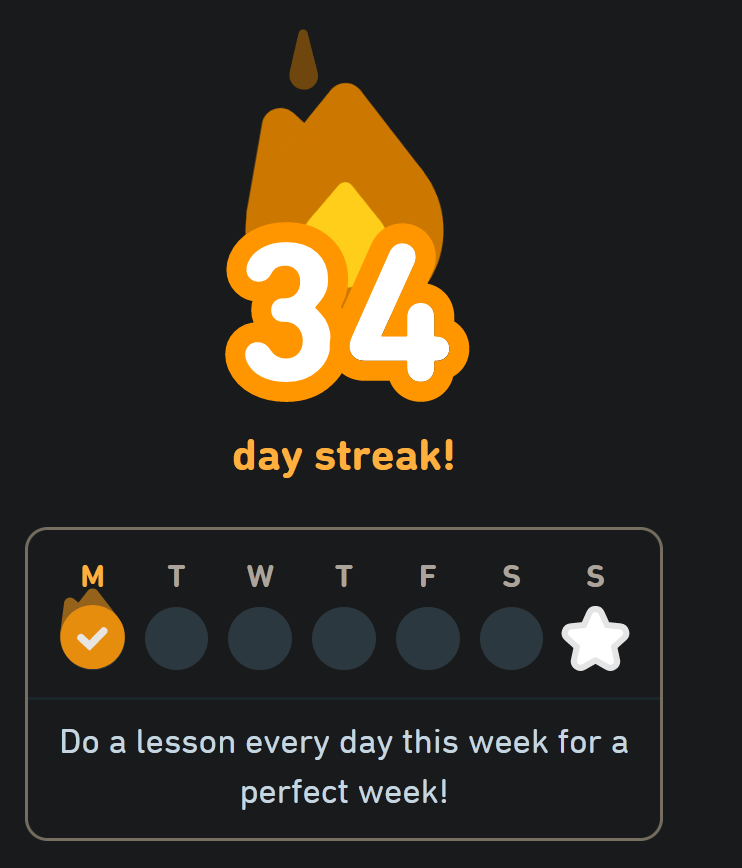 34
day streak!
M T W T F S S
Do a lesson every day this week for a
perfect week!